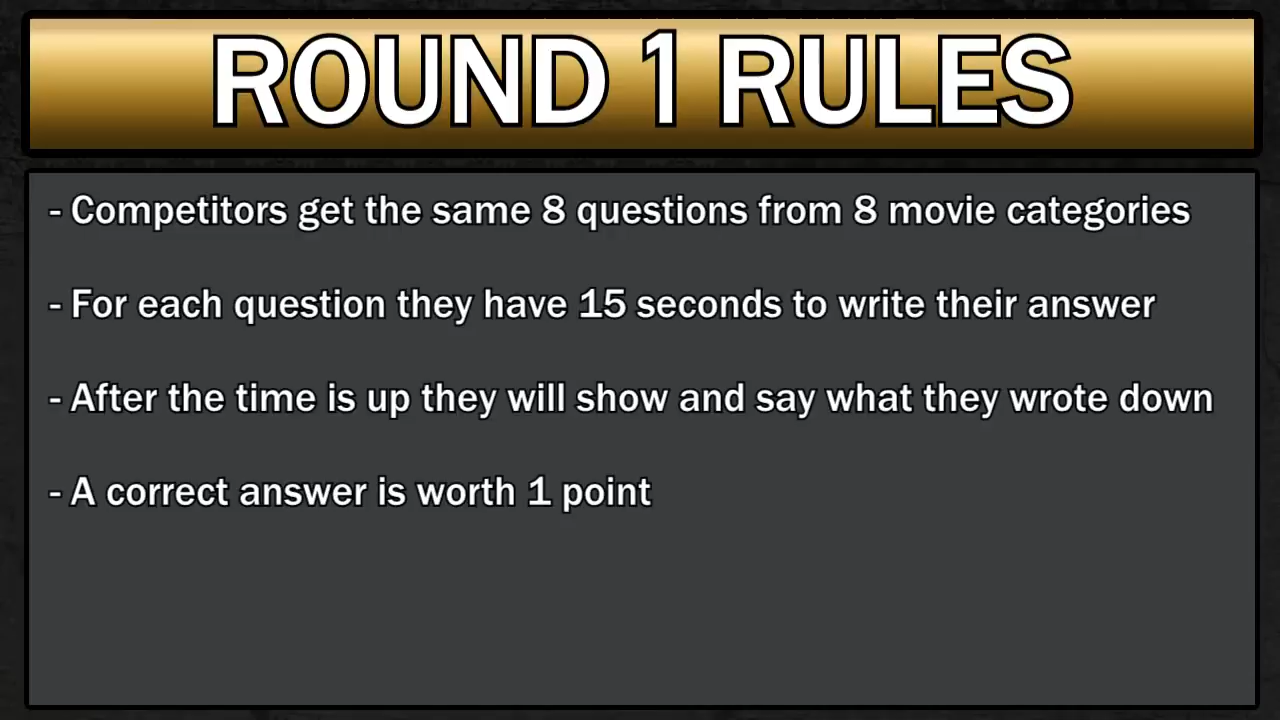 ROUND 1 RULES
- Competitors get the same 8 questions from 8 movie categories
- For each question they have 15 seconds to write their answer
- After the time is up they will show and say what they wrote down
- A correct answer is worth 1 point